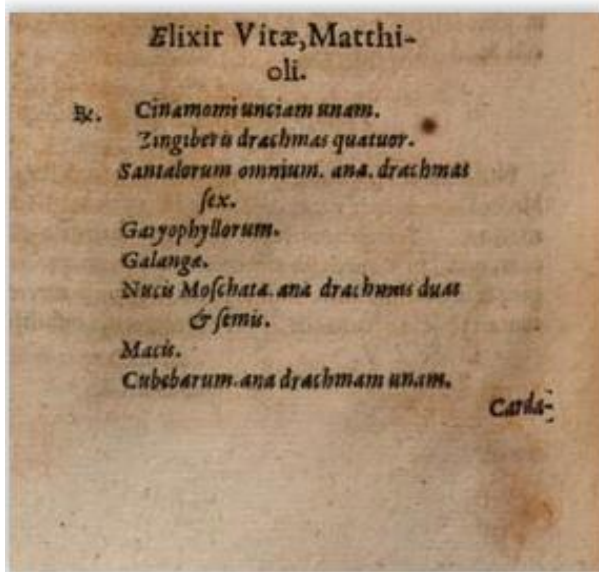 Elixir Vitæ, Matthi-
oli.
℞. Cinamomi unciam unam.
Zingiberis drachmas quatuor.
Santalorum omnium. ana. drachmas
ſex.
Garyophyllorum.
Galangæ.
Nucis Moſchatæ. ana drachmas duas
& ſemis.
Macis.
Cubebarum. ana drachmam unam.
Carda-